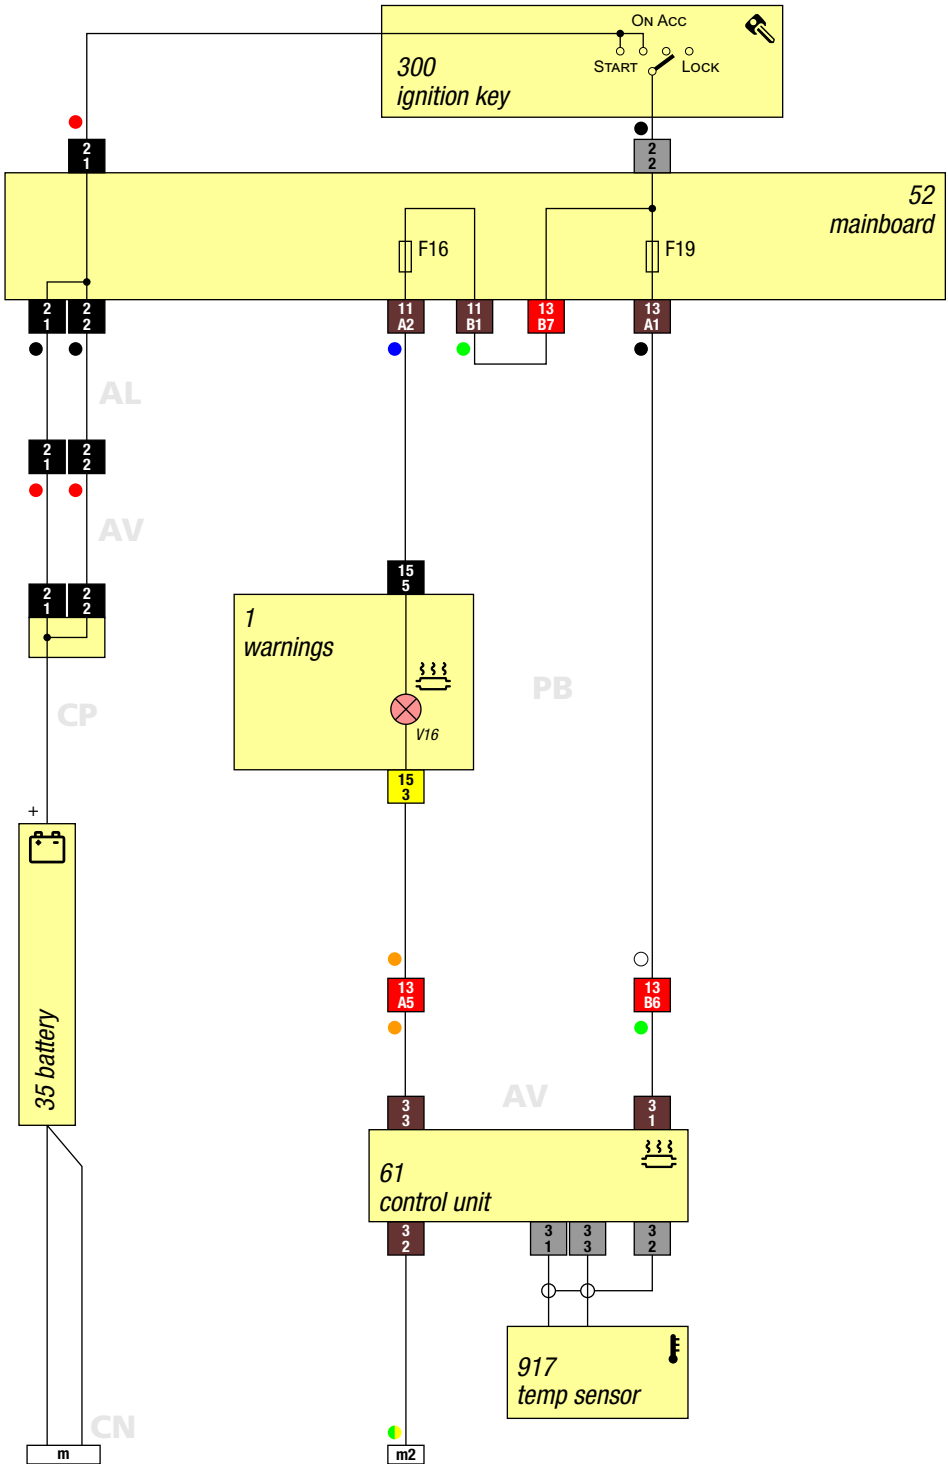 ON ACC
START LOCK
300
ignition key
2
1
2
2
52
mainboard
F16
F19
2
1
2
2
11
A2
11
B1
13
B7
13
A1
AL
2
1
2
2
AV
2
1
2
2
15
5
1
warnings
V16
PB
CP
15
3
+
35 battery
13
A5
13
B6
AV
3
3
3
1
61
control unit
3
2
3
1
3
3
3
2
917
temp sensor
CN
m
m2